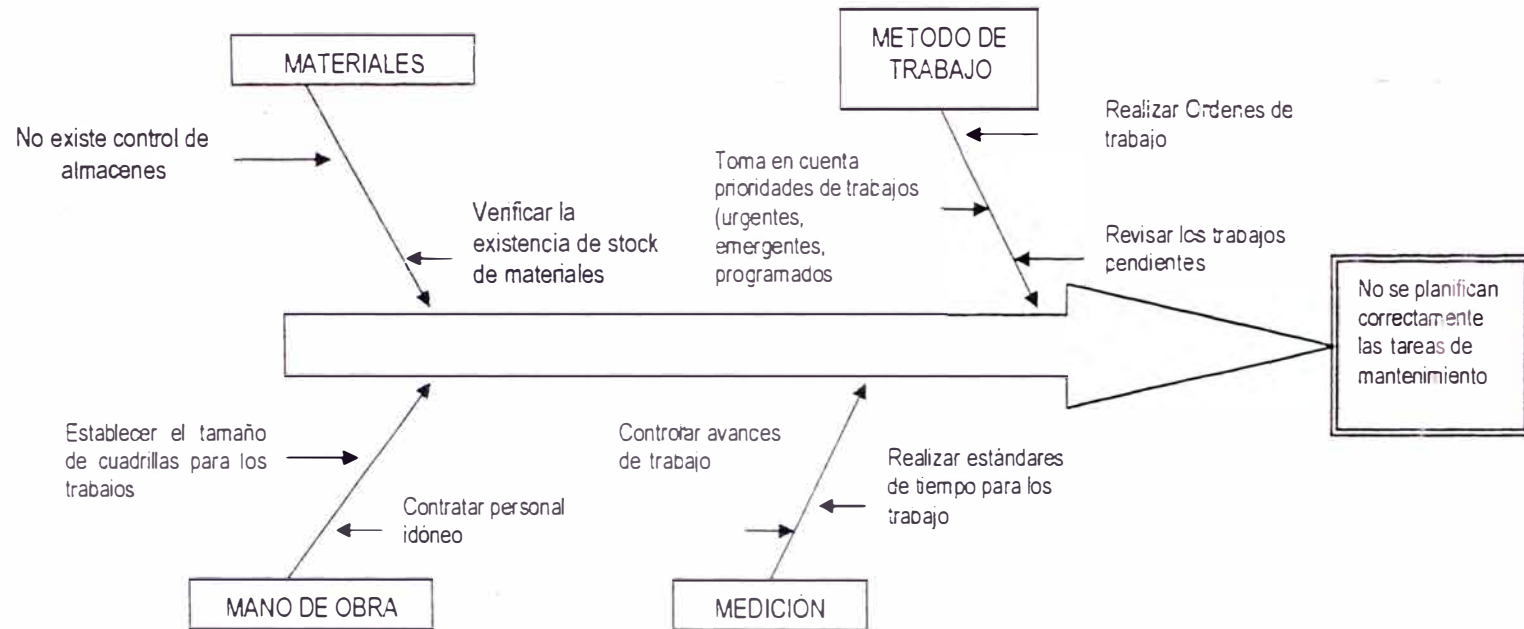 MATERIALES
METODO DE
TRABAJO
No existe control de
almacenes
Verificar la
existencia de stock
de materiales
Toma en cuenta
prioridades de trabajos
(urgentes,
emergentes,
programados
Realizar Ordenes de
trabajo
Revisar los trabajos
pendientes
No se planifican
correctamente
las tareas de
mantenimiento
Establecer el tamaño
de cuadrillas para los
trabajos
Contratar personal
idóneo
Controlar avances
de trabajo
Realizar estándares
de tiempo para los
trabajo
MANO DE OBRA
MEDICIÓN